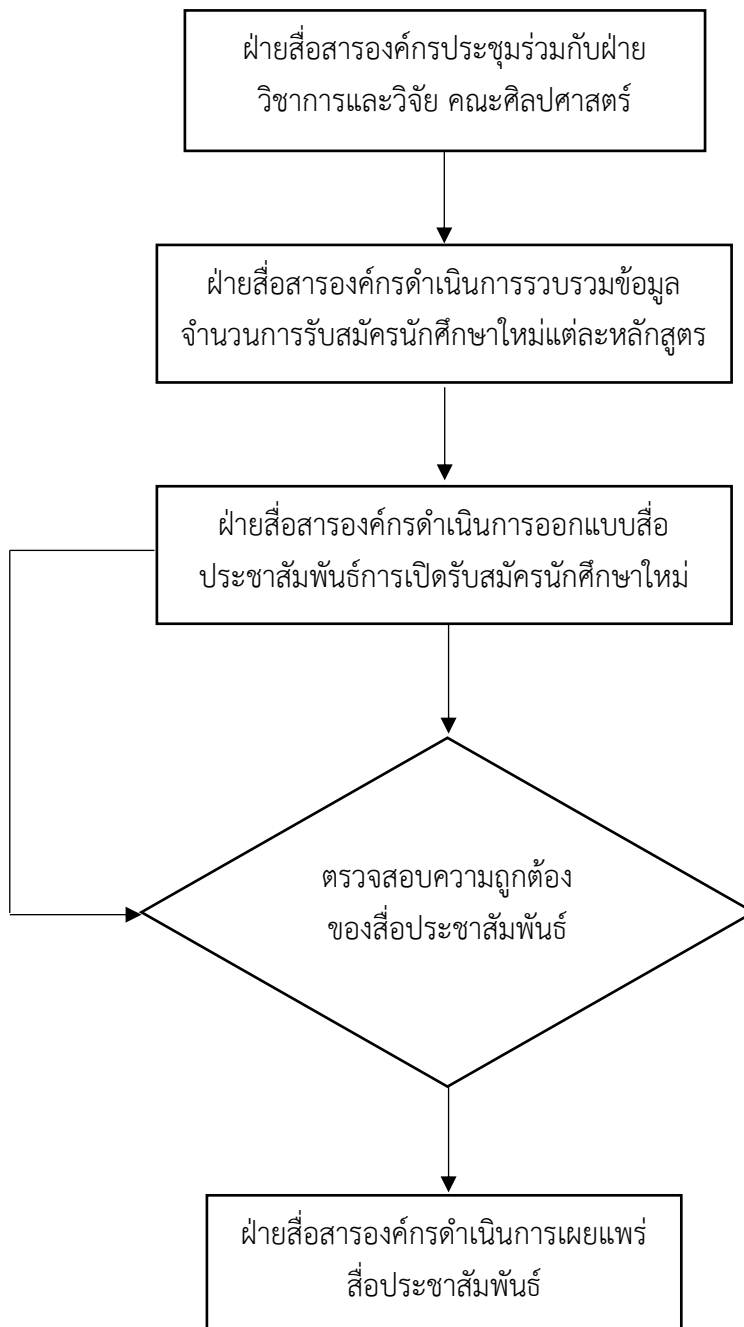 ฝ่ายสื่อสารองค์กรประชุมร่วมกับฝ่าย
วิชาการและวิจัย คณะศิลปศาสตร์
ฝ่ายสื่อสารองค์กรดำเนินการรวบรวมข้อมูล
จำนวนการรับสมัครนักศึกษาใหม่แต่ละหลักสูตร
ฝ่ายสื่อสารองค์กรดำเนินการออกแบบสื่อ
ประชาสัมพันธ์การเปิดรับสมัครนักศึกษาใหม่
ตรวจสอบความถูกต้อง
ของสื่อประชาสัมพันธ์
ฝ่ายสื่อสารองค์กรดำเนินการเผยแพร่
สื่อประชาสัมพันธ์